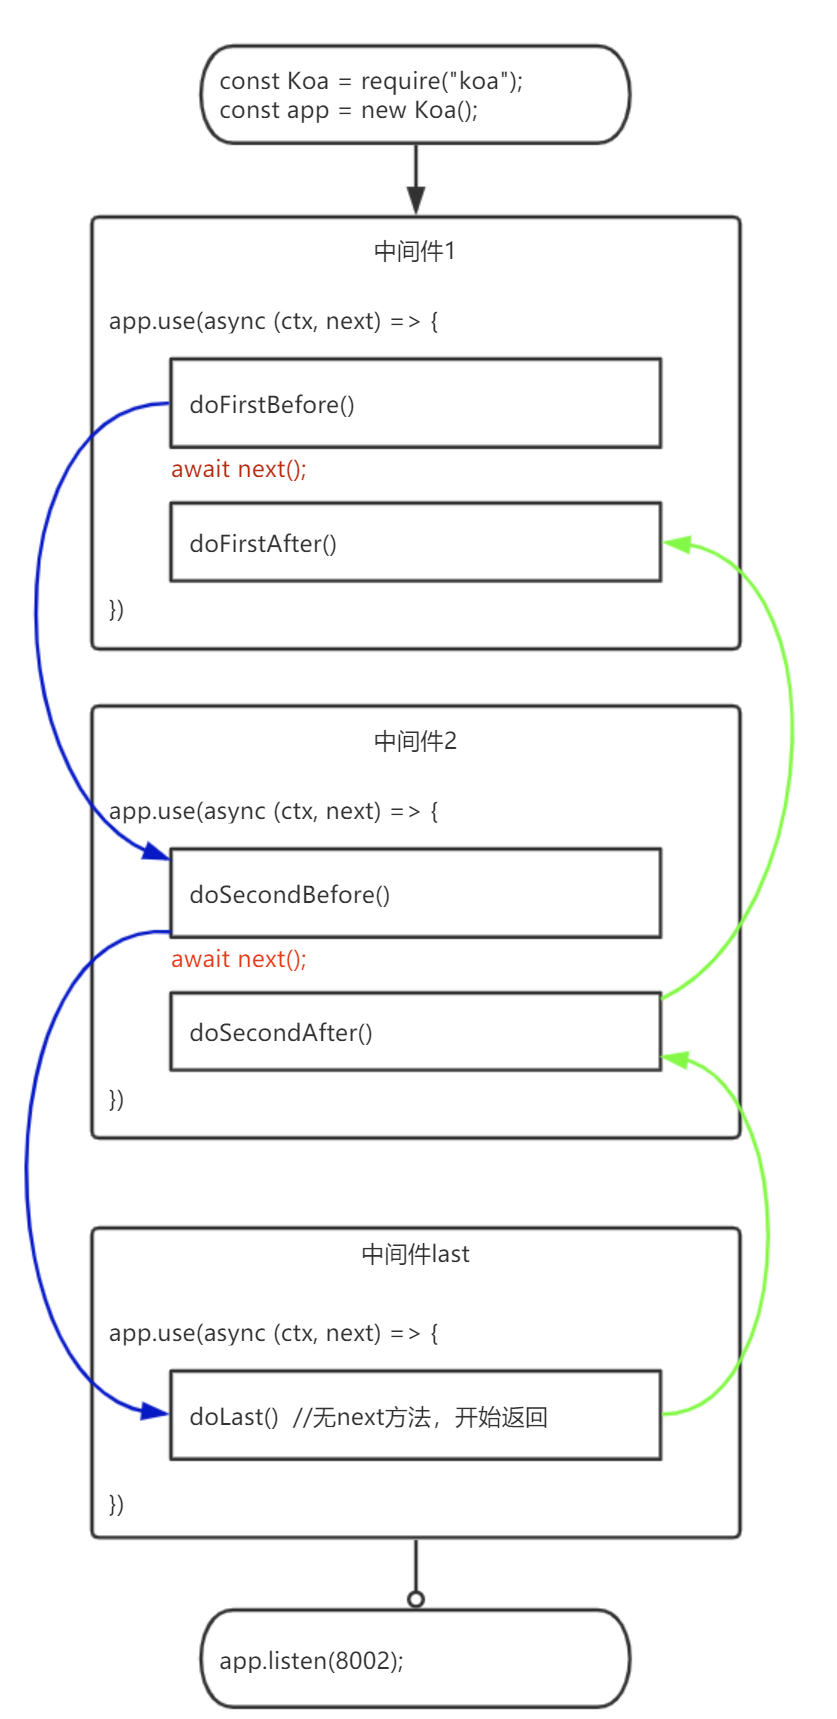 const Koa = require("koa");
const app = new Koa();
中间件1
app.use(async (ctx, next) => {
doFirstBefore()
await next();
doFirstAfter()
})
中间件2
app.use(async (ctx, next) => {
doSecondBefore()
await next();
doSecondAfter()
})
中间件last
app.use(async (ctx, next) => {
doLast()  //无next方法，开始返回
})
app.listen(8002);